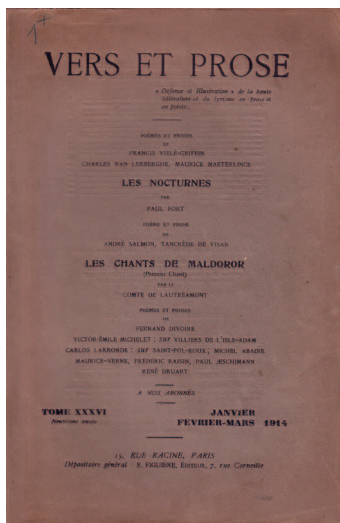 VERS ET PROSE
« Défense et Illustration » de la haute
littérature et du lyrisme en prose et
en poésie.
POÈMES ET PROSES
DE
FRANCIS VIELÉ-GRIFFIN
CHARLES VAN LERBERGHE, MAURICE MAETERLINCK
LES NOCTURNES
PAR
PAUL FORT
POÈME ET PROSE
DE
ANDRÉ SALMON, TANCRÈDE DE VISAN
LES CHANTS DE MALDOROR
(Premier Chant)
PAR LE
COMTE DE LAUTRÉAMONT
POÈMES ET PROSES
DE
FERNAND DIVOIRE
VICTOR-ÉMILE MICHELET : SUR VILLIERS DE L'ISLE-ADAM
CARLOS LARRONDE : SUR SAINT-POL-ROUX ; MICHEL ABADIE
MAURICE-VERNE, FRÉDÉRIC RAISIN, PAUL ÆSCHIMANN
RENÉ DRUART
A NOS ABONNÉS
TOME XXXVI
Neuvième année
JANVIER
FEVRIER-MARS 1914
15, RUE RACINE, PARIS
Dépositaire général : E. FIGUIÈRE, ÉDITEUR, 7, rue Corneille